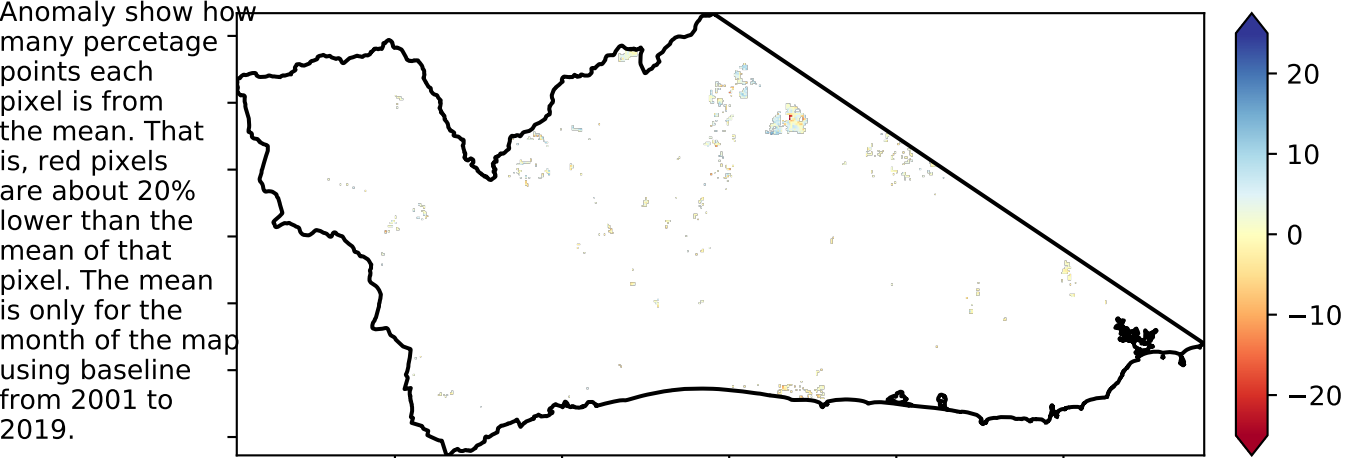 Anomaly show how
many percetage
points each
pixel is from
the mean. That
is, red pixels
are about 20%
lower than the
mean of that
pixel. The mean
is only for the
month of the map
using baseline
from 2001 to
2019.
20
10
0
−10
−20